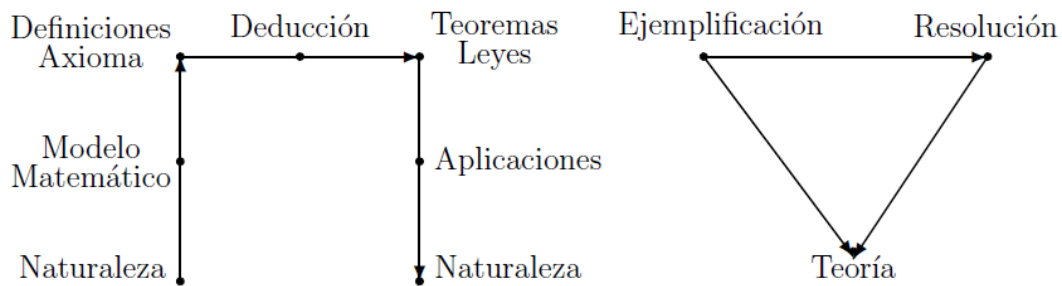 Definiciones
Axioma
Deducción
Teoremas
Leyes
Modelo
Matemático
Aplicaciones
Naturaleza
Naturaleza
Ejemplificación
Resolución
Teoría